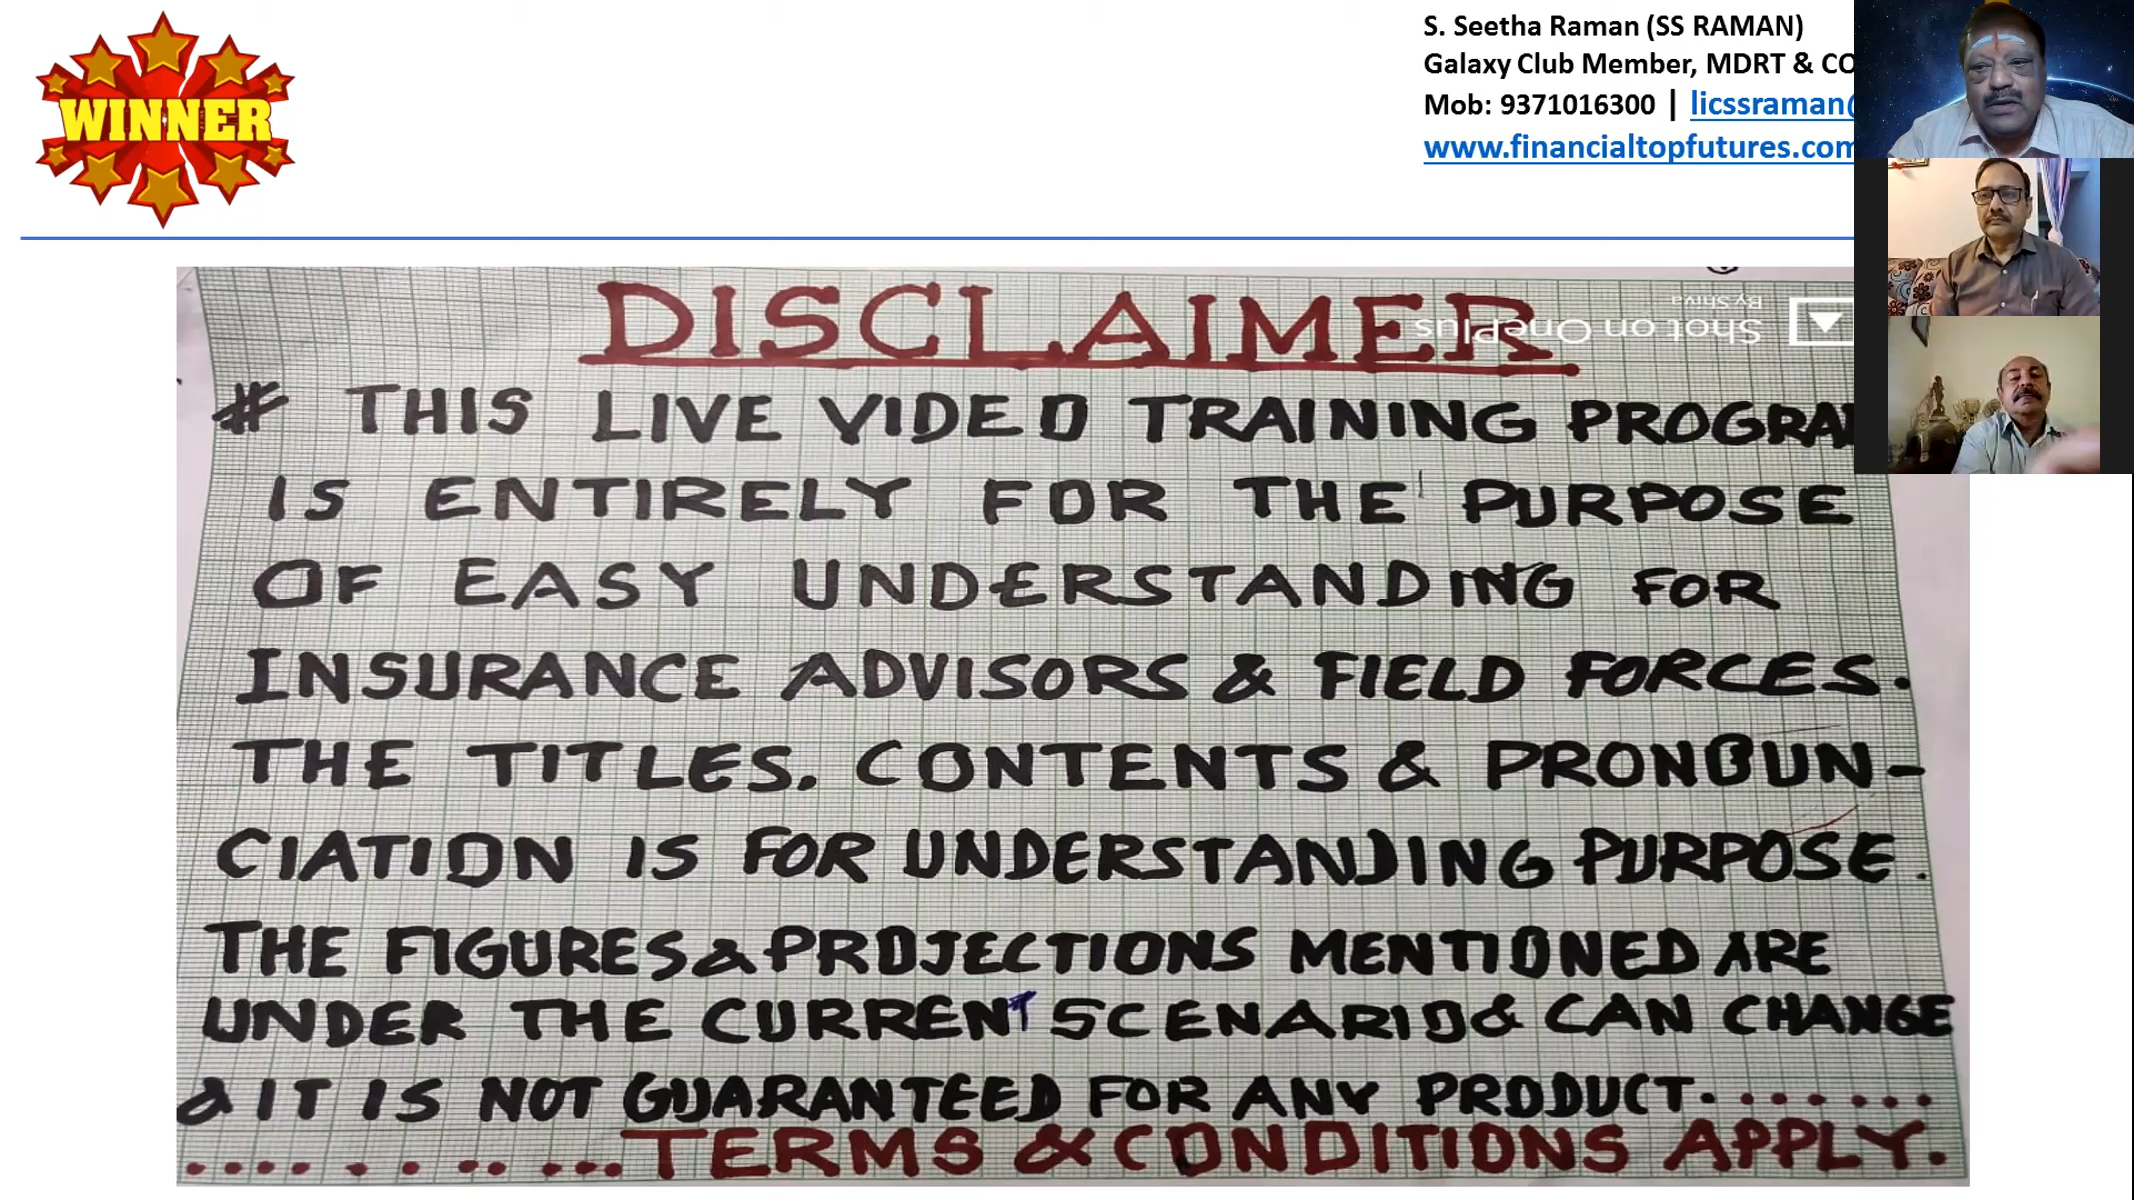 WINNER
S. Seetha Raman (SS RAMAN)
Galaxy Club Member, MDRT & CO
Mob: 9371016300 | licssraman@
www.financialtopfutures.com
DISCLAIMER
Shot on OnePlus
By Shiva
# THIS LIVE VIDEO TRAINING PROGRA
IS ENTIRELY FOR THE PURPOSE
OF EASY UNDERSTANDING FOR
INSURANCE ADVISORS & FIELD FORCES.
THE TITLES. CONTENTS & PRONOUN-
CIATION IS FOR UNDERSTANDING PURPOSE.
THE FIGURES & PROJECTIONS MENTIONED ARE
UNDER THE CURRENT SCENARIO & CAN CHANGE
& IT IS NOT GUARANTEED FOR ANY PRODUCT. . . . . . .
. . . . . . . . . . . . TERMS & CONDITIONS APPLY.